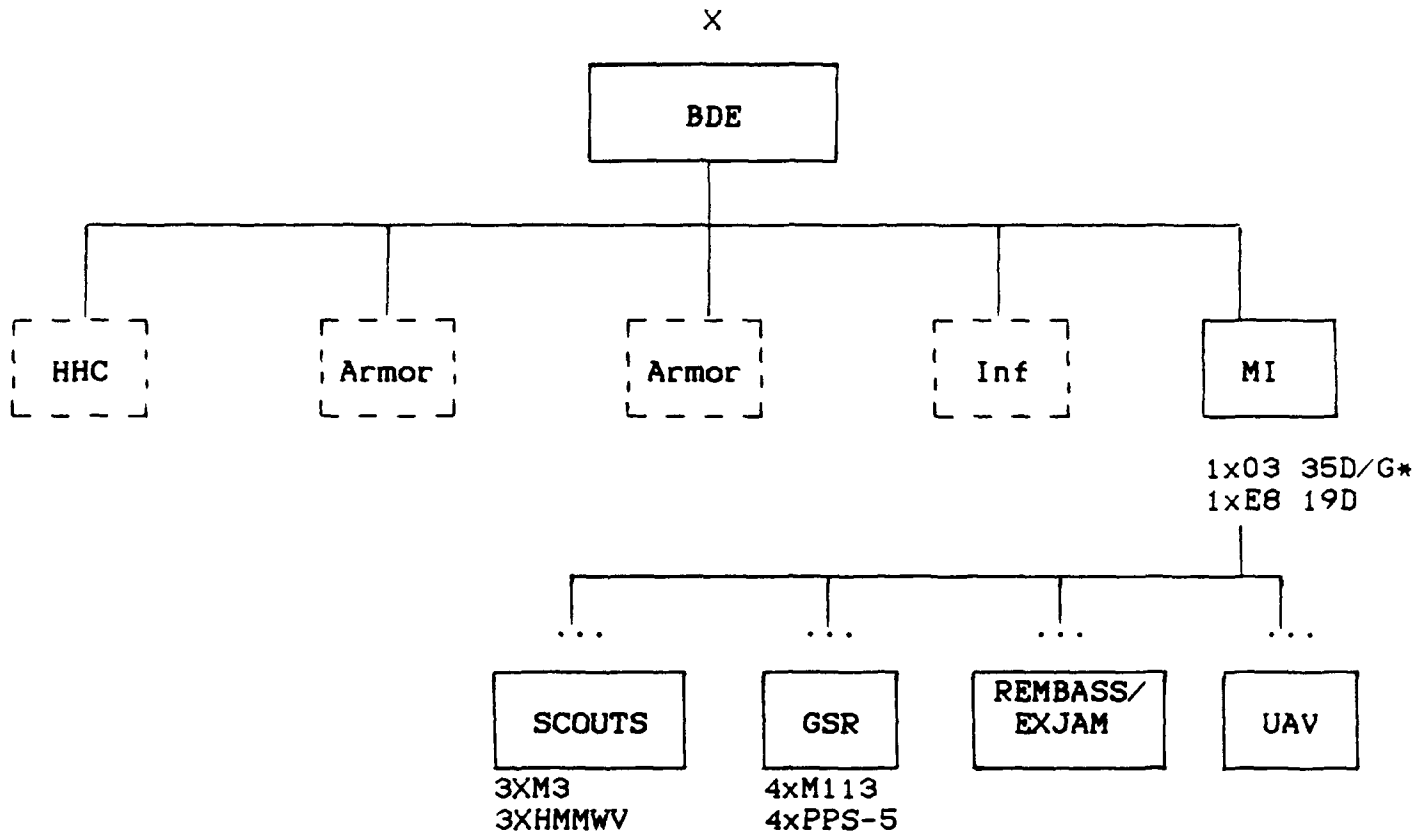 X
BDE
HHC
Armor
Armor
Inf
MI
1x03 35D/G*
1xE8 19D
...
...
...
...
SCOUTS
GSR
REMBASS/
EXJAM
UAV
3XM3
3XHMMWV
4xM113
4xPPS-5